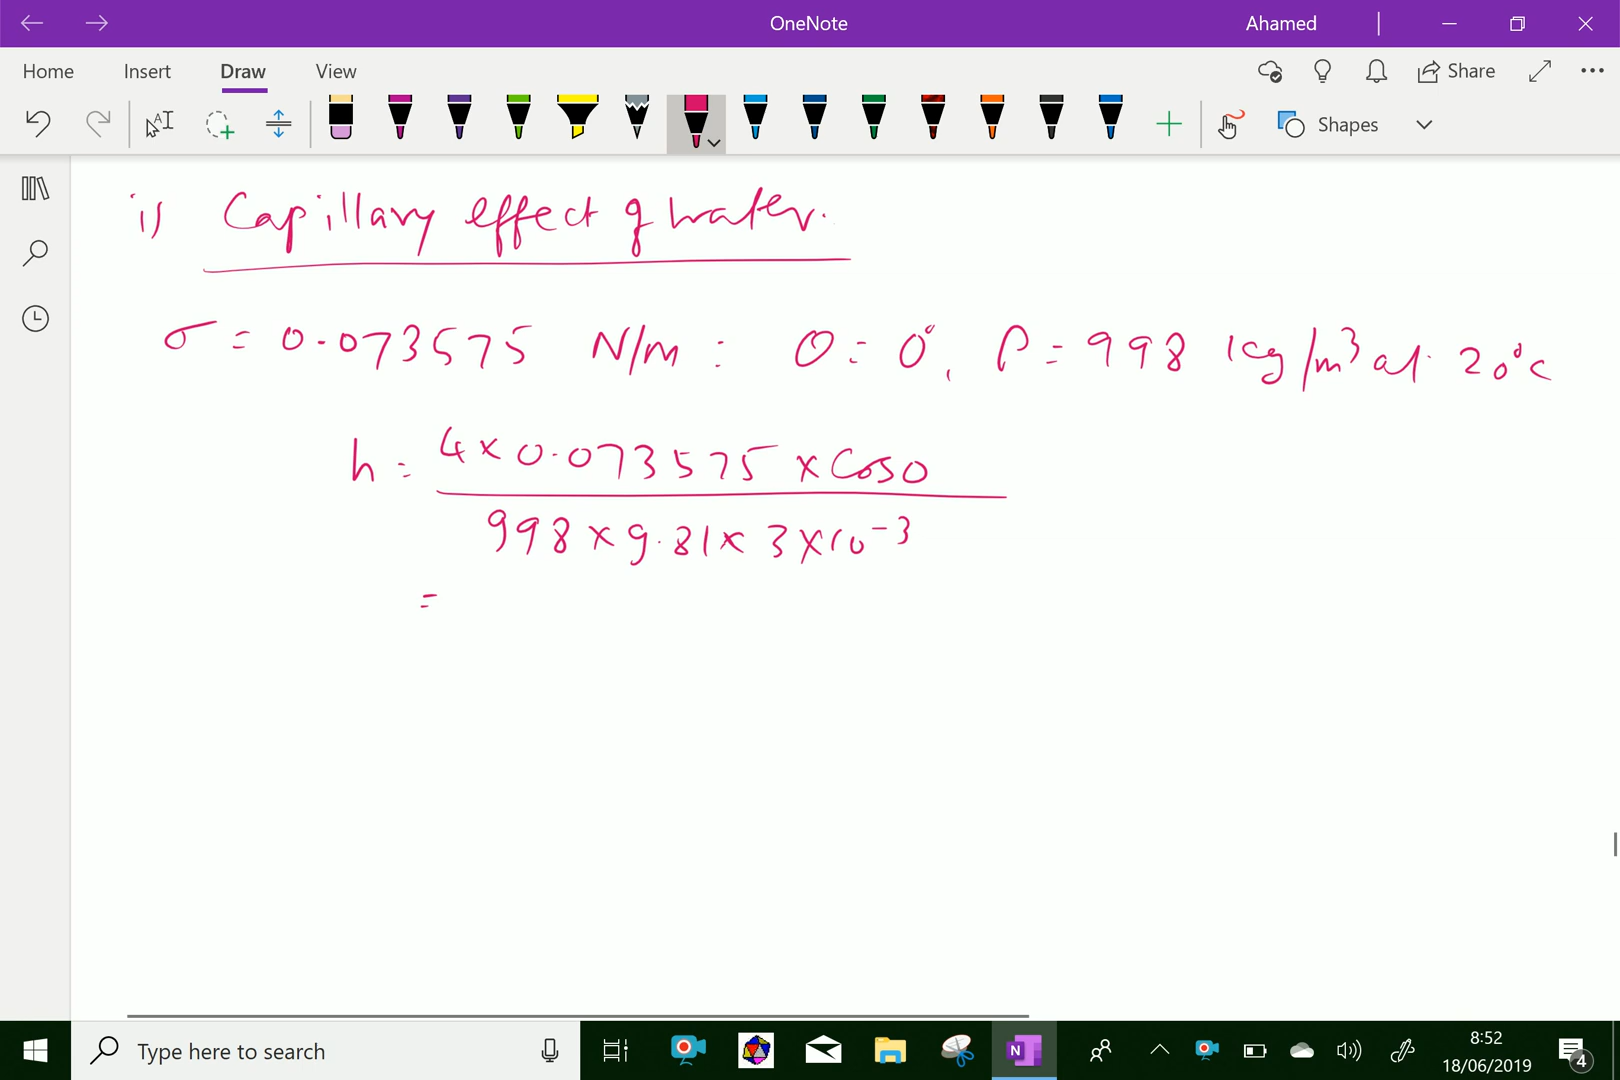 OneNote
Ahamed
Home Insert Draw View
Share
Shapes
i) Capillary effect of water.
σ = 0.073575 N/m : θ = 0°, ρ = 998 kg/m³ at 20°C
h = 4 × 0.073575 × Cos0
998 × 9.81 × 3 × 10⁻³
=
Type here to search
8:52
18/06/2019
4